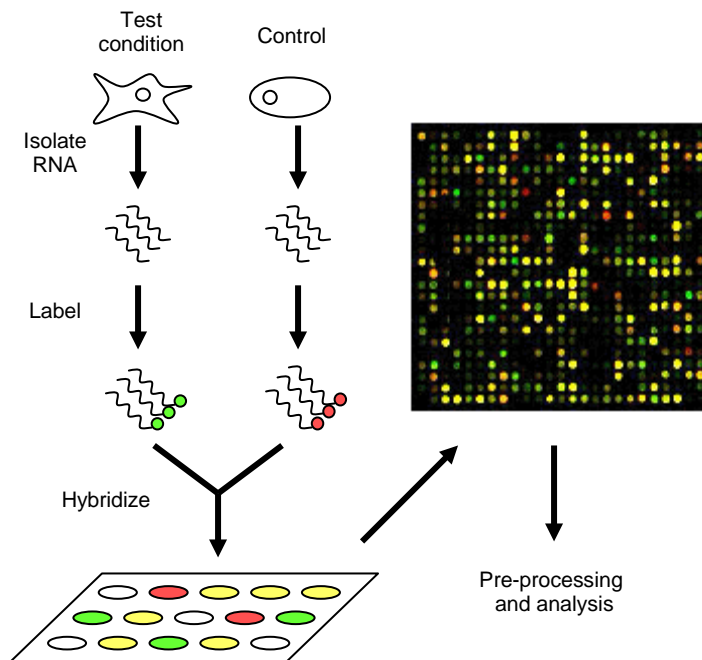 Test
condition
Control
Isolate
RNA
Label
Hybridize
Pre-processing
and analysis